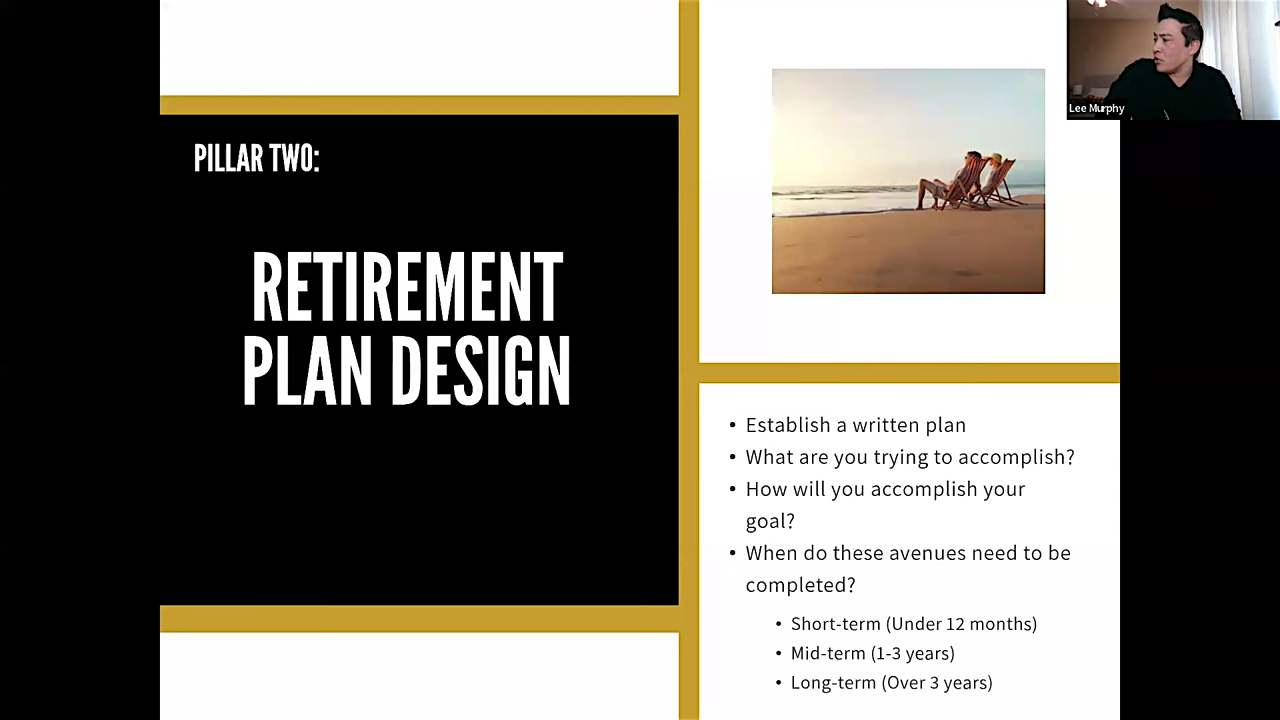 PILLAR TWO:
RETIREMENT
PLAN DESIGN
Lee Murphy
• Establish a written plan
• What are you trying to accomplish?
• How will you accomplish your
goal?
• When do these avenues need to be
completed?
• Short-term (Under 12 months)
• Mid-term (1-3 years)
• Long-term (Over 3 years)